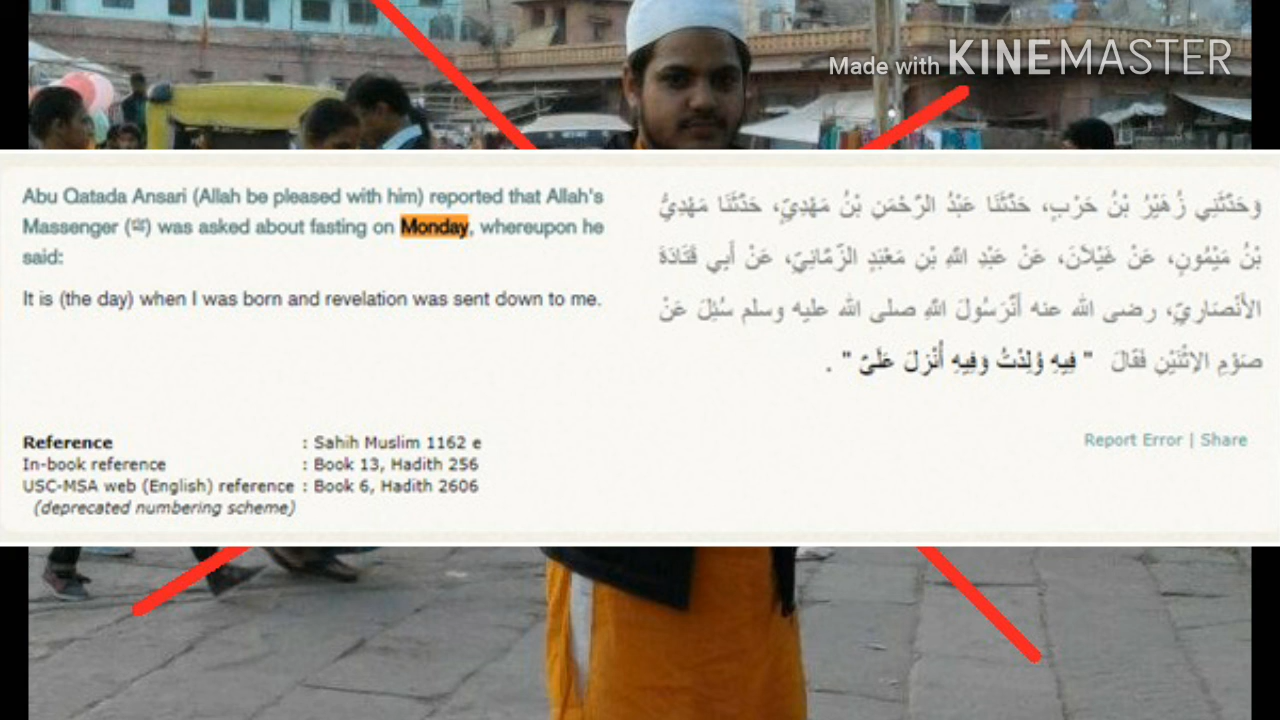 Made with KINEMASTER
Abu Qatada Ansari (Allah be pleased with him) reported that Allah's
Massenger (ﷺ) was asked about fasting on Monday, whereupon he
said:
It is (the day) when I was born and revelation was sent down to me.
وَحَدَّثَنِي زُهَيْرُ بْنُ حَرْبٍ، حَدَّثَنَا عَبْدُ الرَّحْمَنِ بْنُ مَهْدِيٍّ، حَدَّثَنَا مَهْدِيُّ
بْنُ مَيْمُونٍ، عَنْ غَيْلاَنَ، عَنْ عَبْدِ اللَّهِ بْنِ مَعْبَدٍ الزِّمَّانِيِّ، عَنْ أَبِي قَتَادَةَ
الأَنْصَارِيِّ، رضى الله عنه أَنَّ رَسُولَ اللَّهِ صلى الله عليه وسلم سُئِلَ عَنْ
صَوْمِ الاِثْنَيْنِ فَقَالَ " فِيهِ وُلِدْتُ وَفِيهِ أُنْزِلَ عَلَىَّ " .
Reference : Sahih Muslim 1162 e
In-book reference : Book 13, Hadith 256
USC-MSA web (English) reference : Book 6, Hadith 2606
(deprecated numbering scheme)
Report Error | Share